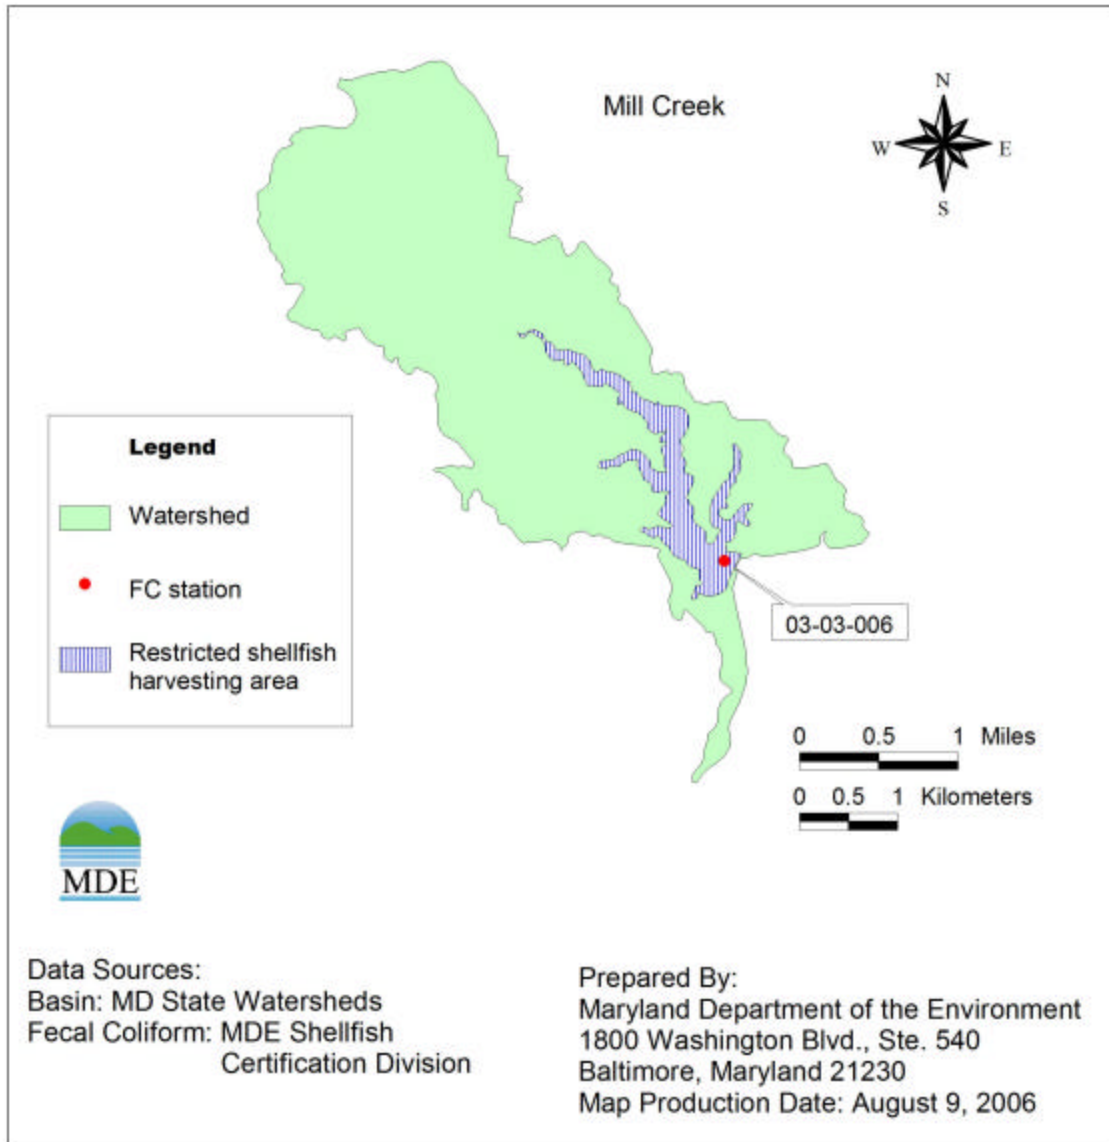 Mill Creek
N
W
E
S
Legend
Watershed
FC station
Restricted shellfish
harvesting area
03-03-006
0 0.5 1 Miles
0 0.5 1 Kilometers
MDE
Data Sources:
Basin: MD State Watersheds
Fecal Coliform: MDE Shellfish
Certification Division
Prepared By:
Maryland Department of the Environment
1800 Washington Blvd., Ste. 540
Baltimore, Maryland 21230
Map Production Date: August 9, 2006